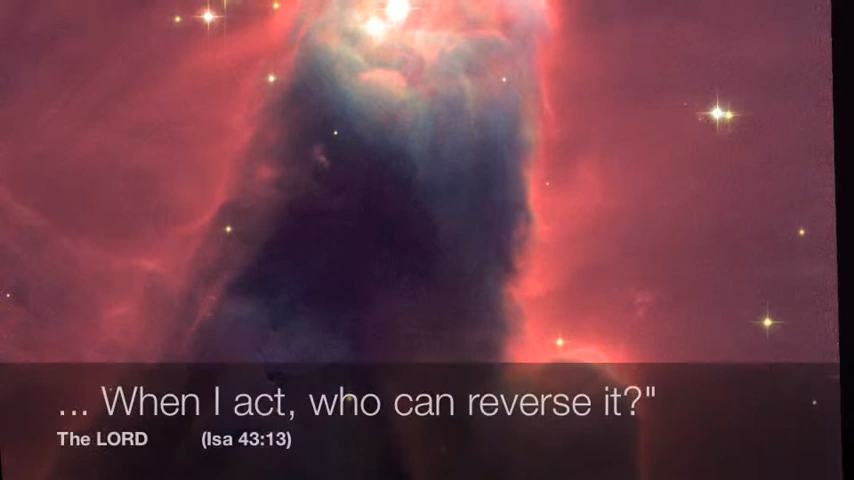 ... When I act, who can reverse it?"
The LORD (Isa 43:13)